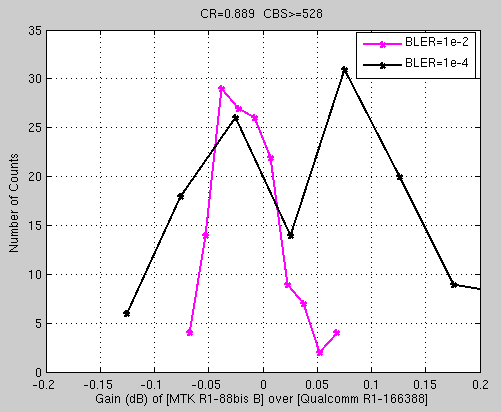 CR=0.889 CBS>=528
BLER=1e-2
BLER=1e-4
35
30
25
20
15
10
5
0
Number of Counts
-0.2 -0.15 -0.1 -0.05 0 0.05 0.1 0.15 0.2
Gain (dB) of [MTK R1-88bis B] over [Qualcomm R1-166388]